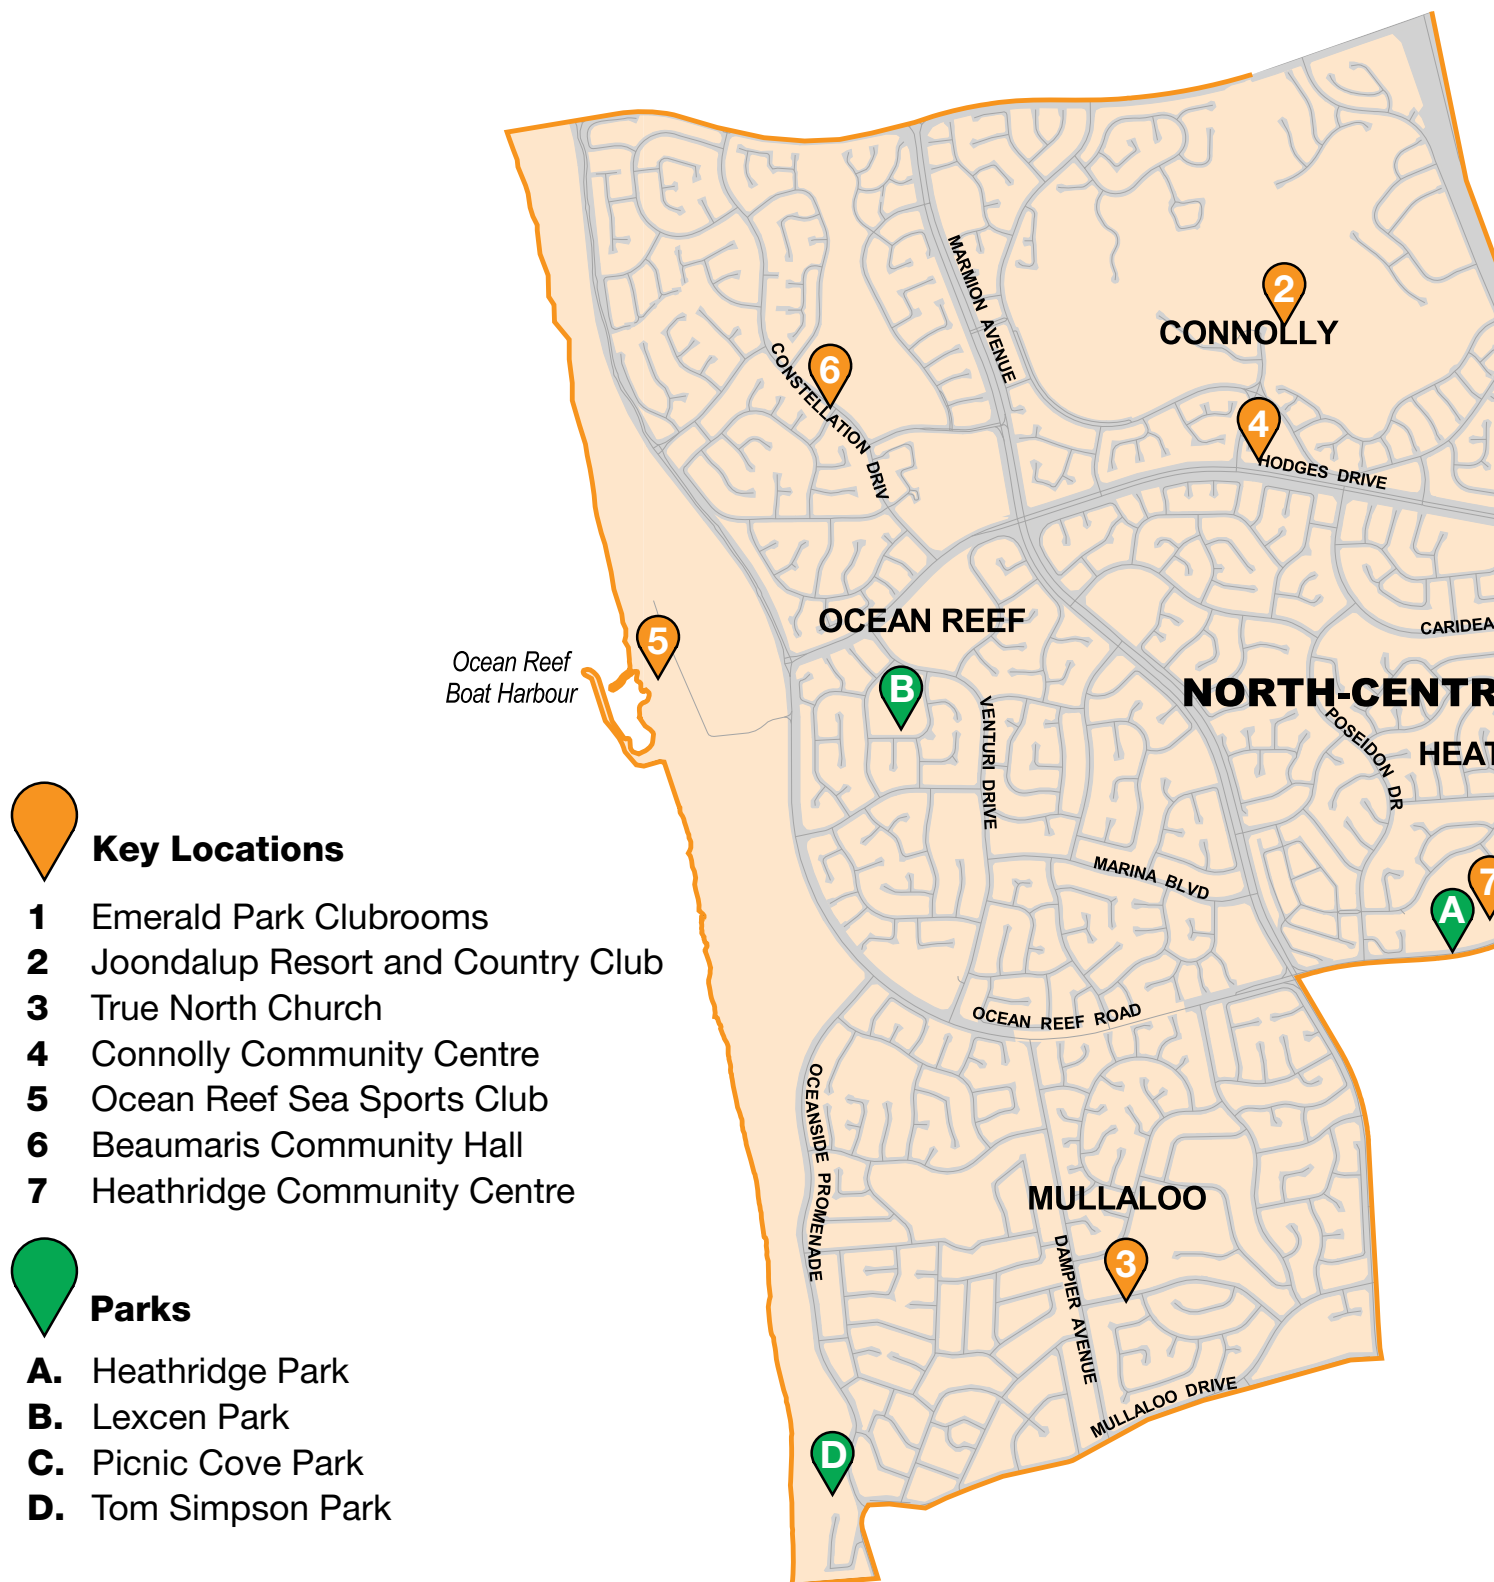 MARMION AVENUE
2
CONNOLLY
6
CONSTELLATION DRIV
4
HODGES DRIVE
OCEAN REEF
CARIDEA
5
Ocean Reef
Boat Harbour
B
NORTH-CENTR
VENTURI DRIVE
POSEIDON DR
HEAT
MARINA BLVD
7
A
Key Locations
1 Emerald Park Clubrooms
2 Joondalup Resort and Country Club
3 True North Church
4 Connolly Community Centre
5 Ocean Reef Sea Sports Club
6 Beaumaris Community Hall
7 Heathridge Community Centre
OCEAN REEF ROAD
OCEANSIDE PROMENADE
MULLALOO
DAMPIER AVENUE
3
MULLALOO DRIVE
D
Parks
A. Heathridge Park
B. Lexcen Park
C. Picnic Cove Park
D. Tom Simpson Park